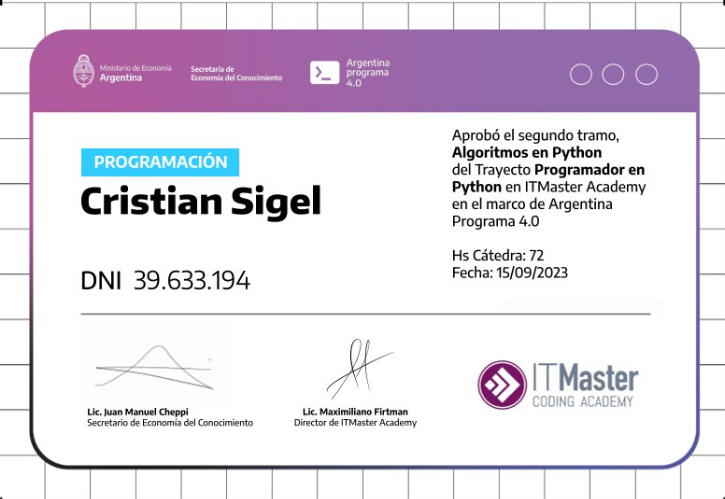 Ministerio de Economía
Argentina
Secretaría de
Economía del Conocimiento
Argentina
programa
4.0
PROGRAMACIÓN
Cristian Sigel
DNI 39.633.194
Aprobó el segundo tramo,
Algoritmos en Python
del Trayecto Programador en
Python en ITMaster Academy
en el marco de Argentina
Programa 4.0
Hs Cátedra: 72
Fecha: 15/09/2023
Lic. Juan Manuel Cheppi
Secretario de Economía del Conocimiento
Lic. Maximiliano Firtman
Director de ITMaster Academy
ITMaster
CODING ACADEMY